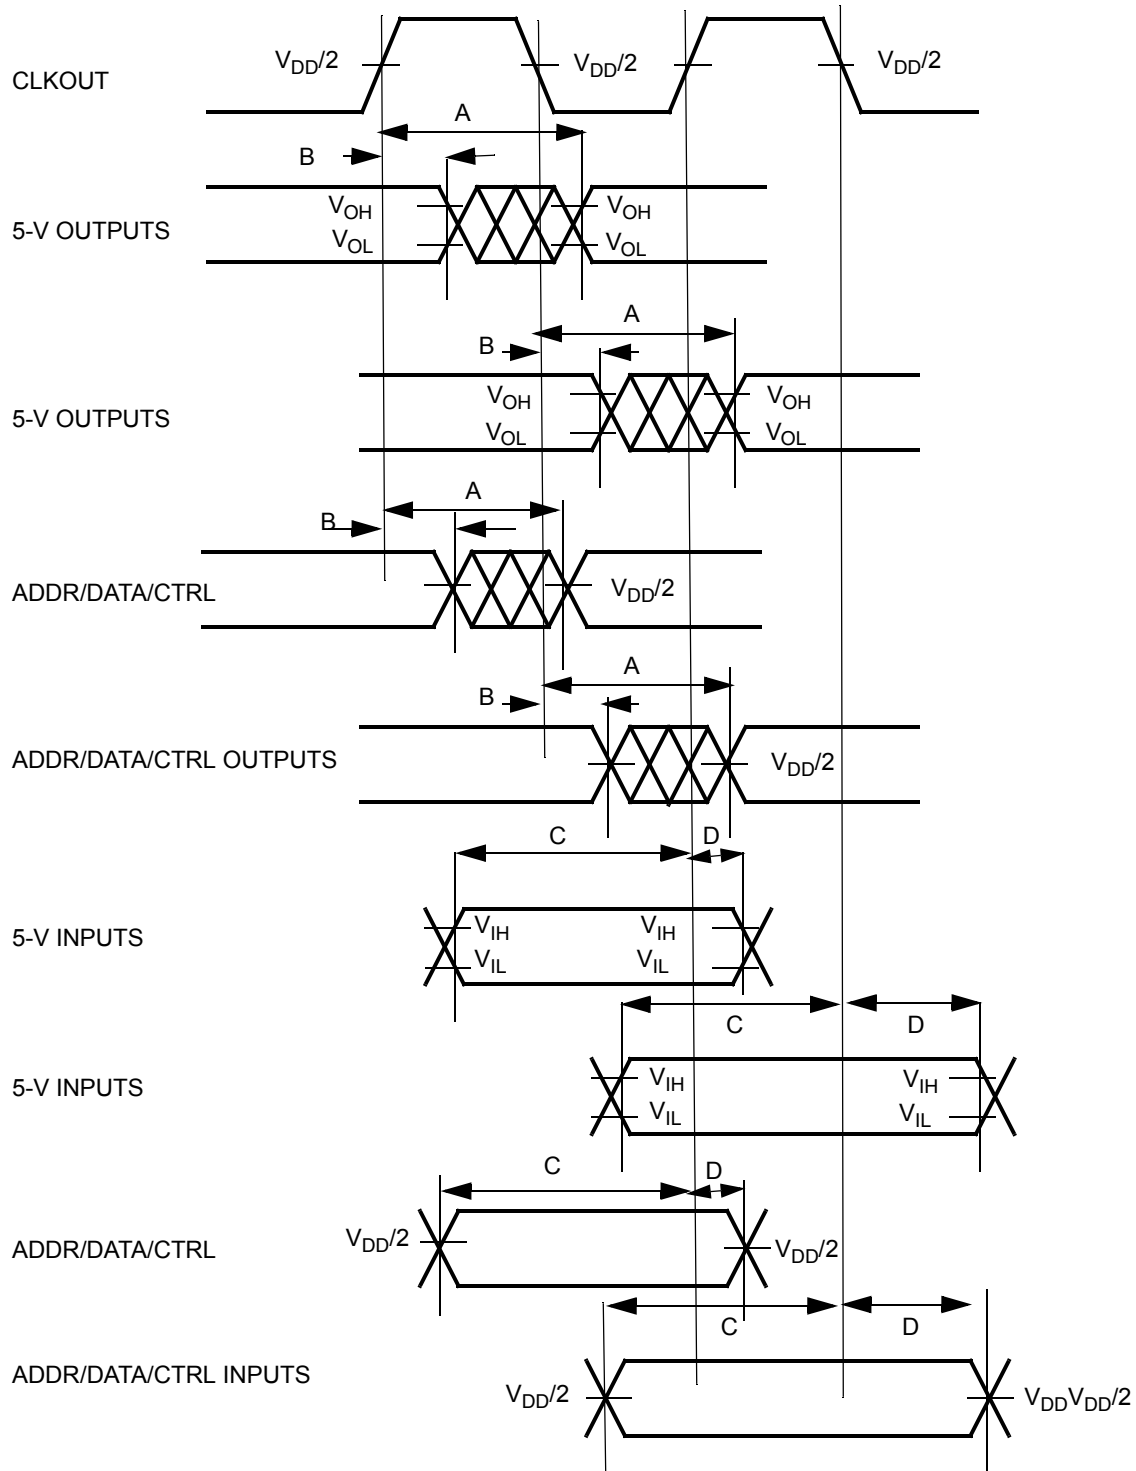 CLKOUT
V_DD/2 V_DD/2 V_DD/2
A
B
5-V OUTPUTS
V_OH V_OH
V_OL V_OL
A
B
5-V OUTPUTS
V_OH V_OH
V_OL V_OL
A
B
ADDR/DATA/CTRL
V_DD/2
A
B
ADDR/DATA/CTRL OUTPUTS
V_DD/2
C D
5-V INPUTS
V_IH V_IH
V_IL V_IL
C D
5-V INPUTS
V_IH V_IH
V_IL V_IL
C D
ADDR/DATA/CTRL
V_DD/2 V_DD/2
C D
ADDR/DATA/CTRL INPUTS
V_DD/2 V_DDV_DD/2